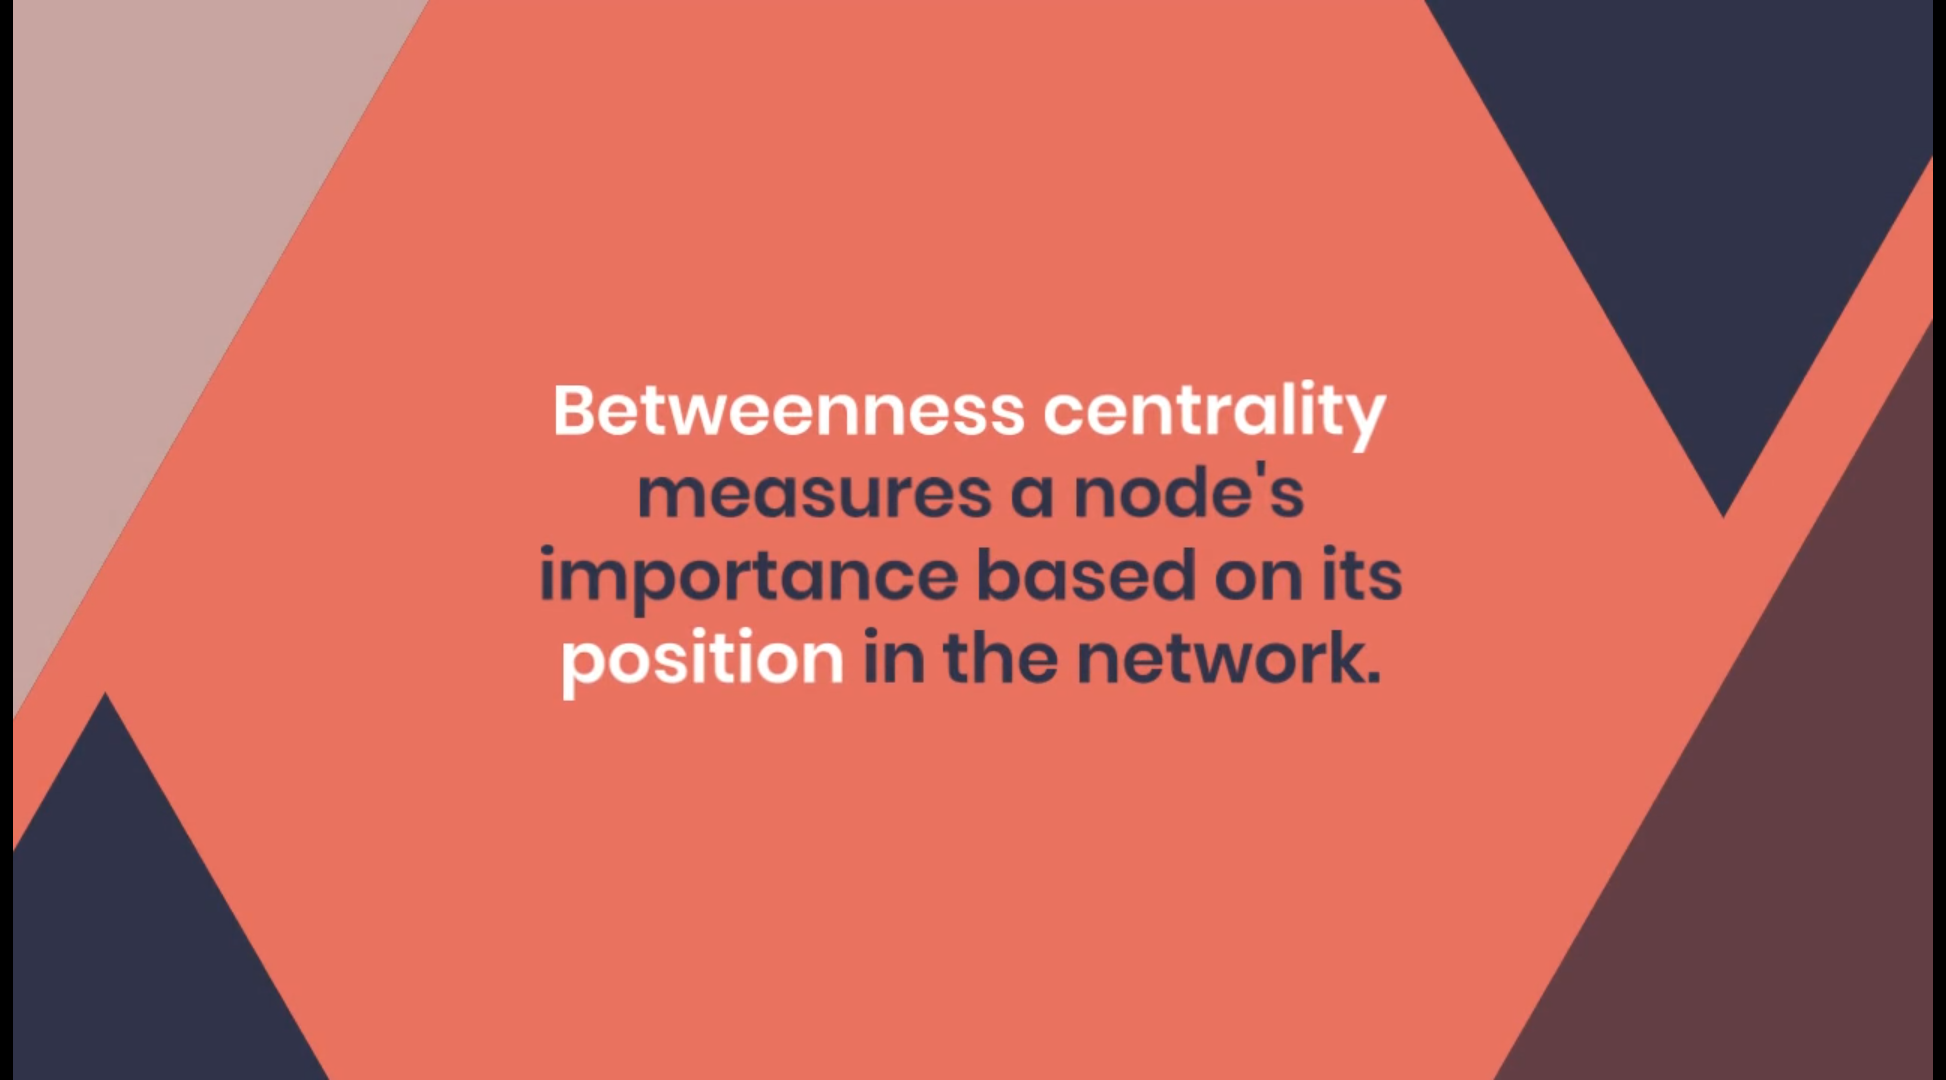 Betweenness centrality
measures a node's
importance based on its
position in the network.